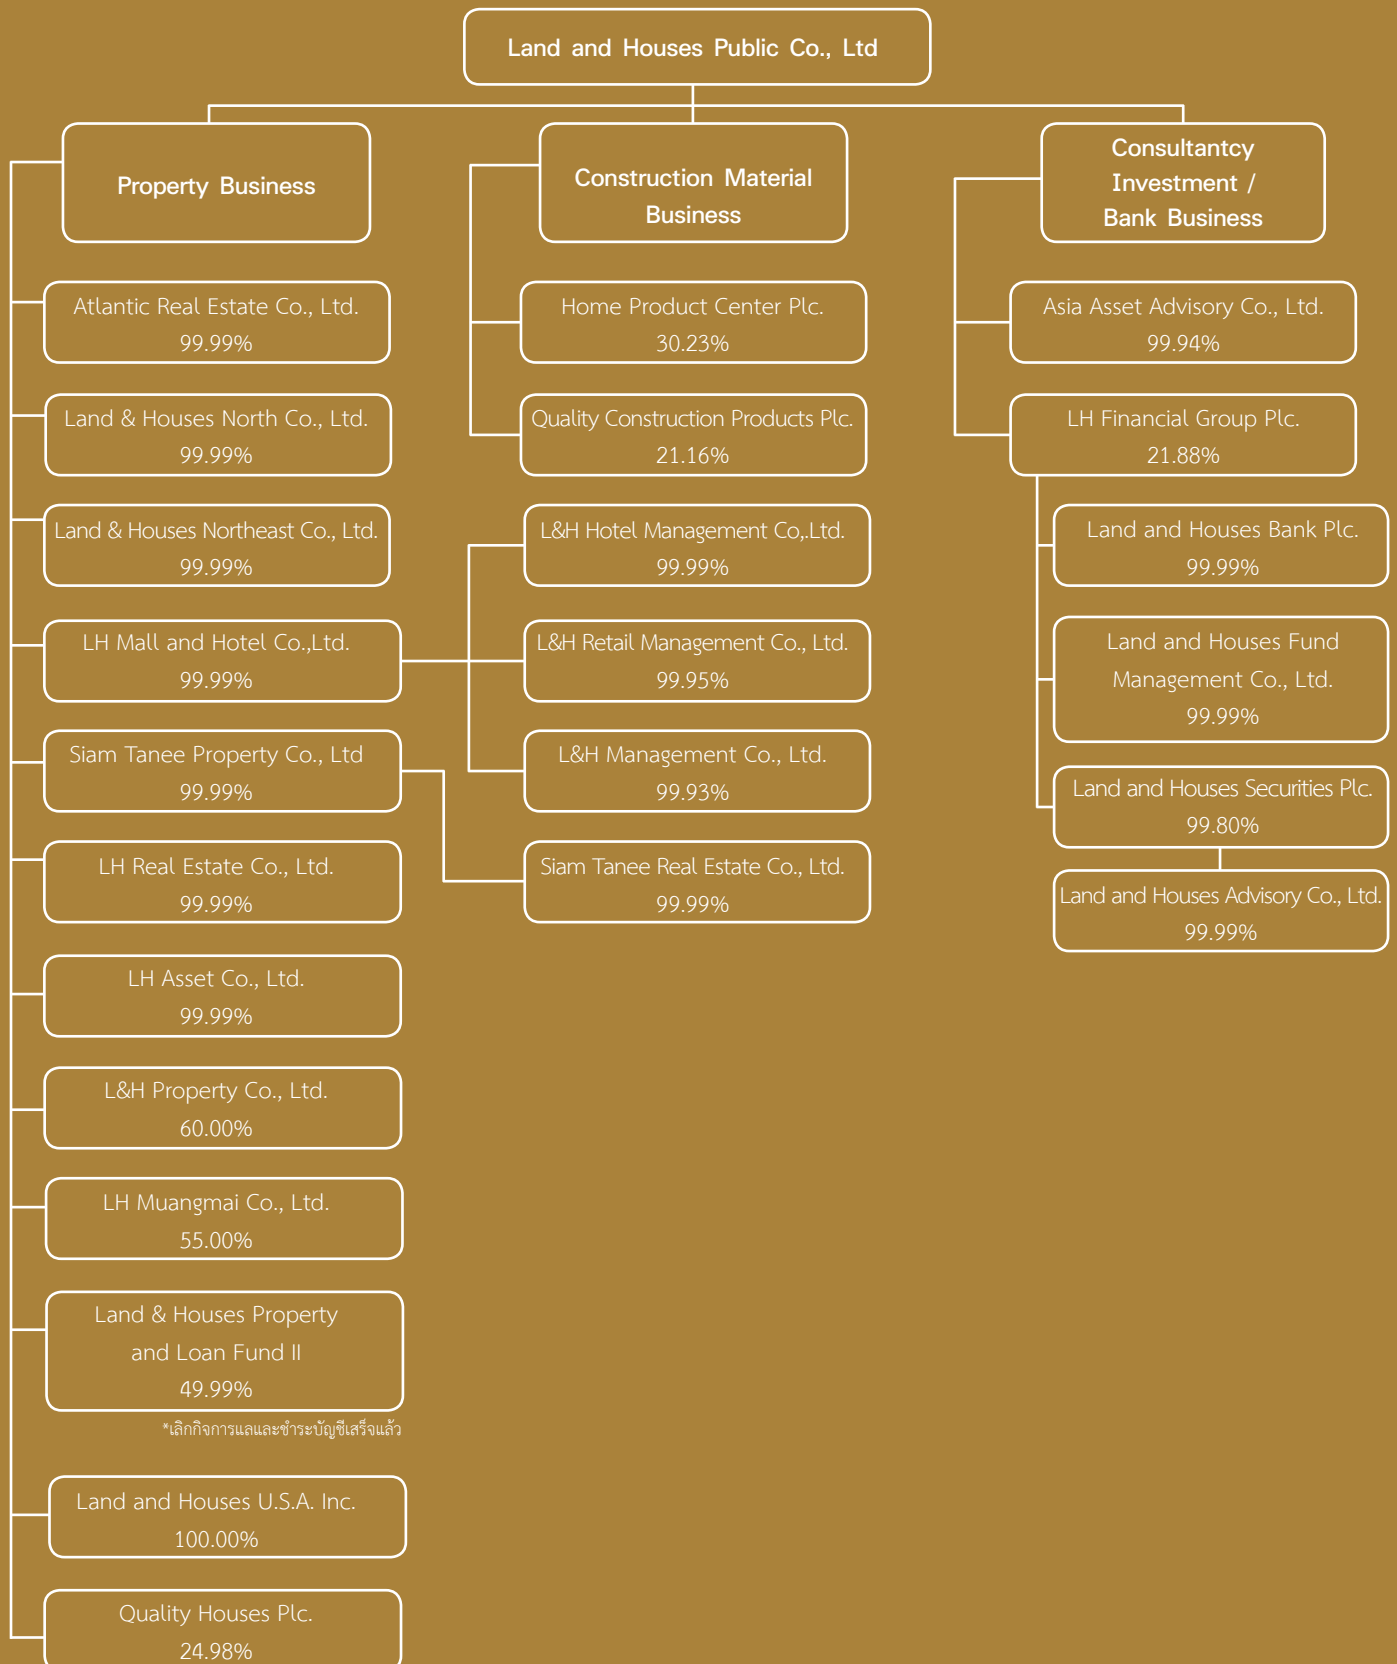 Land and Houses Public Co., Ltd
Property Business
Atlantic Real Estate Co., Ltd.
99.99%
Land & Houses North Co., Ltd.
99.99%
Land & Houses Northeast Co., Ltd.
99.99%
LH Mall and Hotel Co.,Ltd.
99.99%
Siam Tanee Property Co., Ltd
99.99%
LH Real Estate Co., Ltd.
99.99%
LH Asset Co., Ltd.
99.99%
L&H Property Co., Ltd.
60.00%
LH Muangmai Co., Ltd.
55.00%
Land & Houses Property
and Loan Fund II
49.99%
*เลิกกิจการแและชำระบัญชีเสร็จแล้ว
Land and Houses U.S.A. Inc.
100.00%
Quality Houses Plc.
24.98%
Construction Material
Business
Home Product Center Plc.
30.23%
Quality Construction Products Plc.
21.16%
L&H Hotel Management Co,.Ltd.
99.99%
L&H Retail Management Co., Ltd.
99.95%
L&H Management Co., Ltd.
99.93%
Siam Tanee Real Estate Co., Ltd.
99.99%
Consultantcy
Investment /
Bank Business
Asia Asset Advisory Co., Ltd.
99.94%
LH Financial Group Plc.
21.88%
Land and Houses Bank Plc.
99.99%
Land and Houses Fund
Management Co., Ltd.
99.99%
Land and Houses Securities Plc.
99.80%
Land and Houses Advisory Co., Ltd.
99.99%